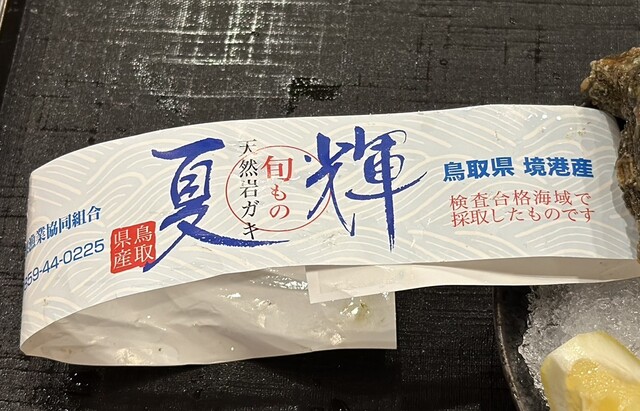 夏輝
天然岩ガキ
旬もの
鳥取
県産
鳥取県 境港産
検査合格海域で
採取したものです
漁業協同組合
859-44-0225